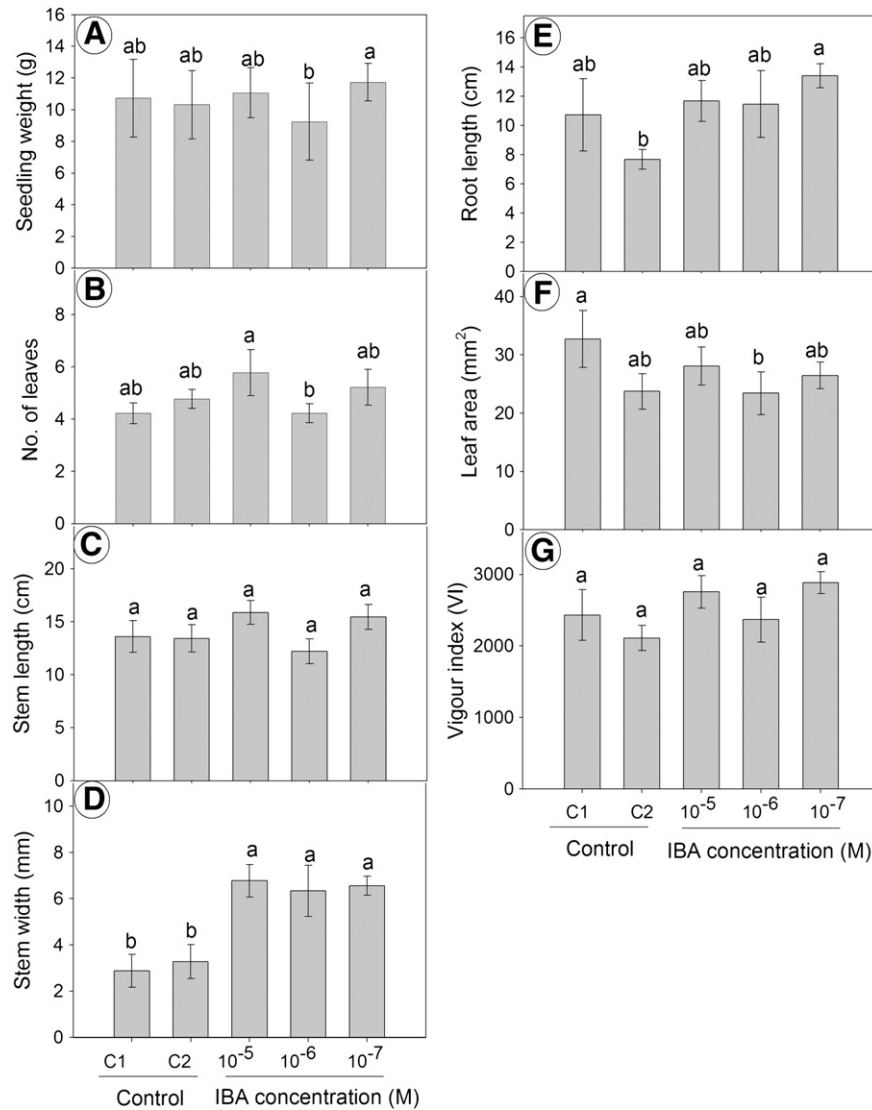 A
Seedling weight (g)
16
14
12
10
8
6
4
2
0
ab
ab
ab
b
a
B
No. of leaves
8
6
4
2
0
ab
ab
a
b
ab
C
Stem length (cm)
20
15
10
5
0
a
a
a
a
a
D
Stem width (mm)
10
8
6
4
2
0
b
b
a
a
a
C1 C2 10⁻⁵ 10⁻⁶ 10⁻⁷
Control IBA concentration (M)
E
Root length (cm)
16
14
12
10
8
6
4
2
0
ab
b
ab
ab
a
F
Leaf area (mm²)
40
30
20
10
0
a
ab
ab
b
ab
G
Vigour index (VI)
3000
2000
1000
0
a
a
a
a
a
C1 C2 10⁻⁵ 10⁻⁶ 10⁻⁷
Control IBA concentration (M)